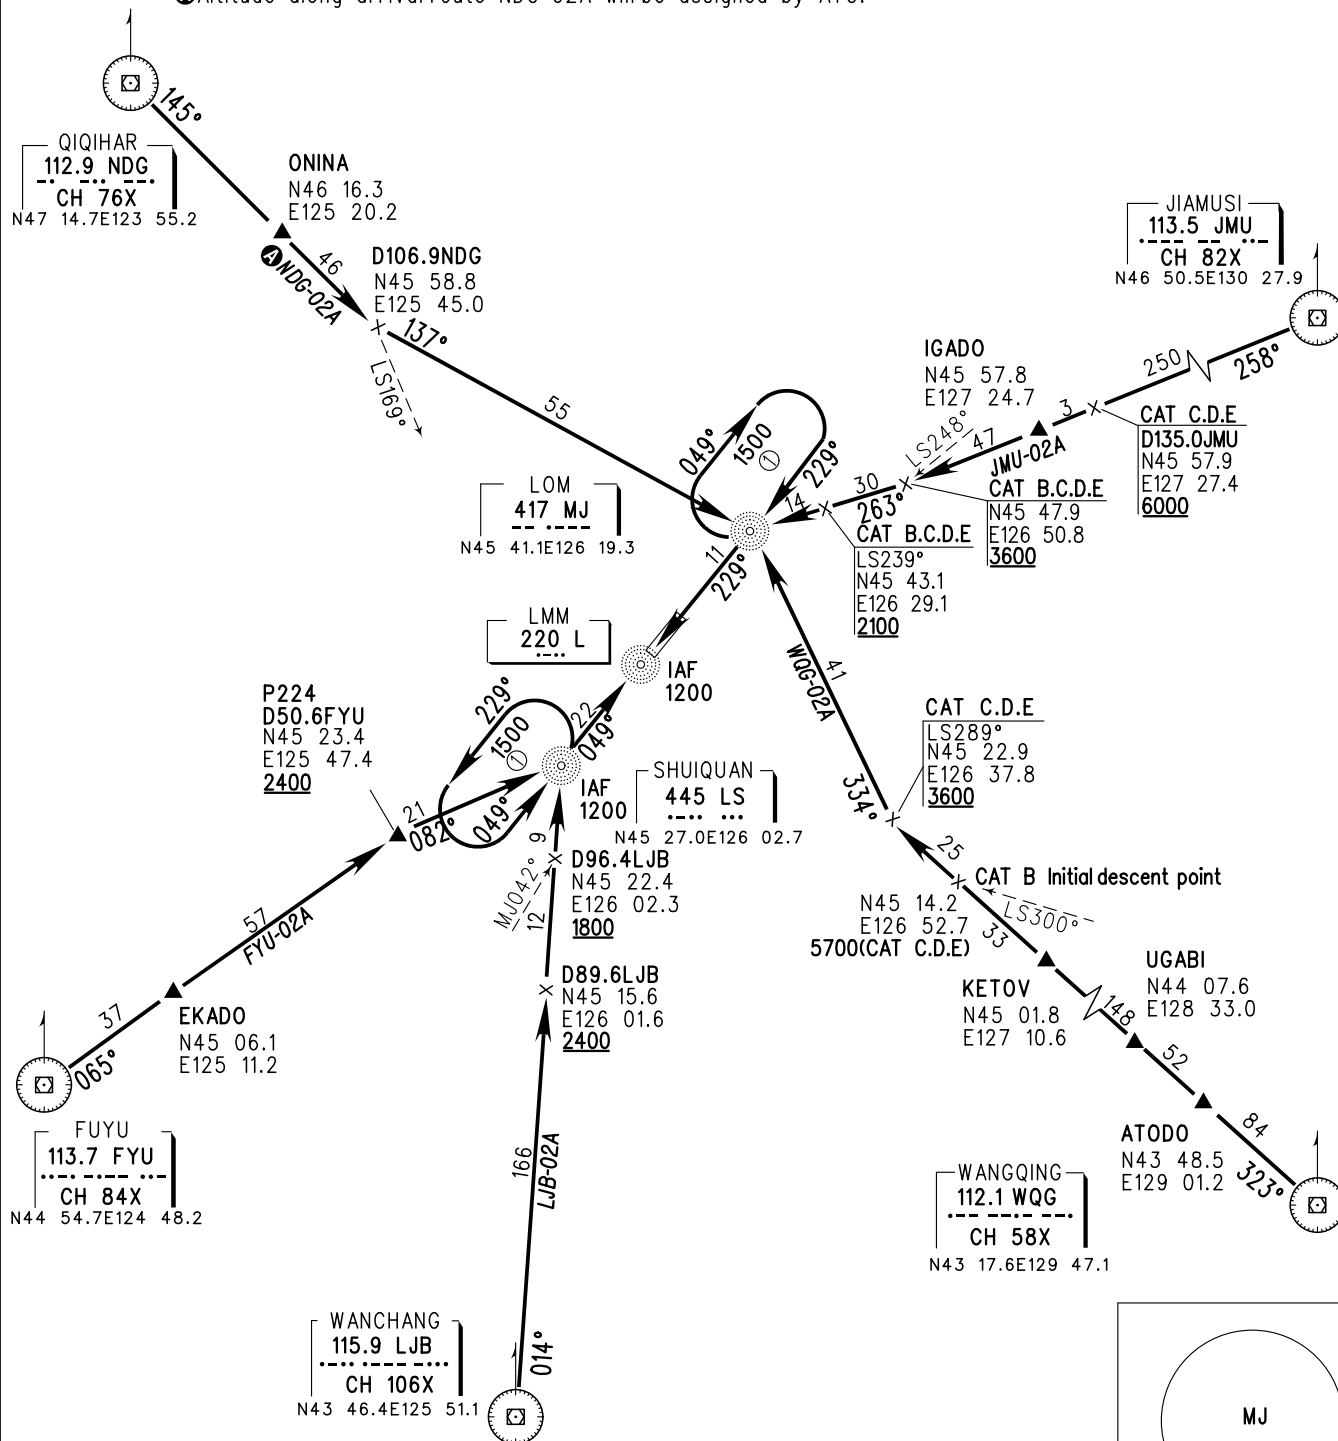 145°
QIQIHAR
112.9 NDG
CH 76X
N47 14.7E123 55.2
ONINA
N46 16.3
E125 20.2
A NDG-02A
46
D106.9NDG
N45 58.8
E125 45.0
137°
LS169°
55
JIAMUSI
113.5 JMU
CH 82X
N46 50.5E130 27.9
258°
250
3
CAT C.D.E
D135.0JMU
N45 57.9
E127 27.4
6000
IGADO
N45 57.8
E127 24.7
LS248°
47
JMU-02A
CAT B.C.D.E
N45 47.9
E126 50.8
3600
30
263°
14
CAT B.C.D.E
LS239°
N45 43.1
E126 29.1
2100
049°
1500
1
229°
LOM
417 MJ
N45 41.1E126 19.3
11
229°
LMM
220 L
IAF
1200
P224
D50.6FYU
N45 23.4
E125 47.4
2400
229°
1500
1
22
049°
21
082°
049°
IAF
1200
SHUIQUAN
445 LS
N45 27.0E126 02.7
9
MJ042°
D96.4LJB
N45 22.4
E126 02.3
1800
12
D89.6LJB
N45 15.6
E126 01.6
2400
WQG-02A
41
334°
CAT C.D.E
LS289°
N45 22.9
E126 37.8
3600
25
CAT B Initial descent point
LS300°
N45 14.2
E126 52.7
5700(CAT C.D.E)
33
KETOV
N45 01.8
E127 10.6
148
UGABI
N44 07.6
E128 33.0
52
ATODO
N43 48.5
E129 01.2
84
323°
WANGQING
112.1 WQG
CH 58X
N43 17.6E129 47.1
57
FYU-02A
37
065°
EKADO
N45 06.1
E125 11.2
FUYU
113.7 FYU
CH 84X
N44 54.7E124 48.2
166
LJB-02A
014°
WANCHANG
115.9 LJB
CH 106X
N43 46.4E125 51.1
MJ